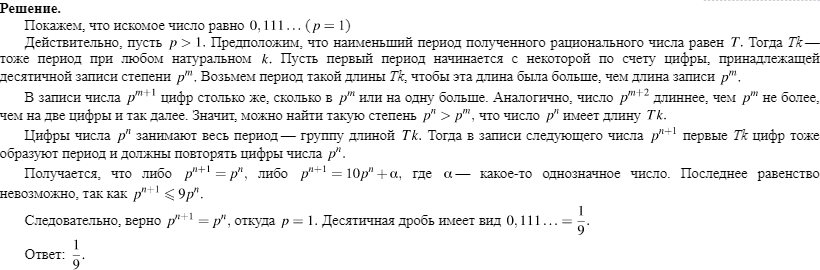 Решение.
Покажем, что искомое число равно 0,111... (p = 1)
Действительно, пусть p > 1. Предположим, что наименьший период полученного рационального числа равен T. Тогда Tk —
тоже период при любом натуральном k. Пусть первый период начинается с некоторой по счету цифры, принадлежащей
десятичной записи степени p^m. Возьмем период такой длины Tk, чтобы эта длина была больше, чем длина записи p^m.
В записи числа p^{m+1} цифр столько же, сколько в p^m или на одну больше. Аналогично, число p^{m+2} длиннее, чем p^m не более,
чем на две цифры и так далее. Значит, можно найти такую степень p^n > p^m, что число p^n имеет длину Tk.
Цифры числа p^n занимают весь период — группу длиной Tk. Тогда в записи следующего числа p^{n+1} первые Tk цифр тоже
образуют период и должны повторять цифры числа p^n.
Получается, что либо p^{n+1} = p^n, либо p^{n+1} = 10p^n + α, где α — какое-то однозначное число. Последнее равенство
невозможно, так как p^{n+1} ⩽ 9p^n.
Следовательно, верно p^{n+1} = p^n, откуда p = 1. Десятичная дробь имеет вид 0,111... = 1/9.
Ответ: 1/9.